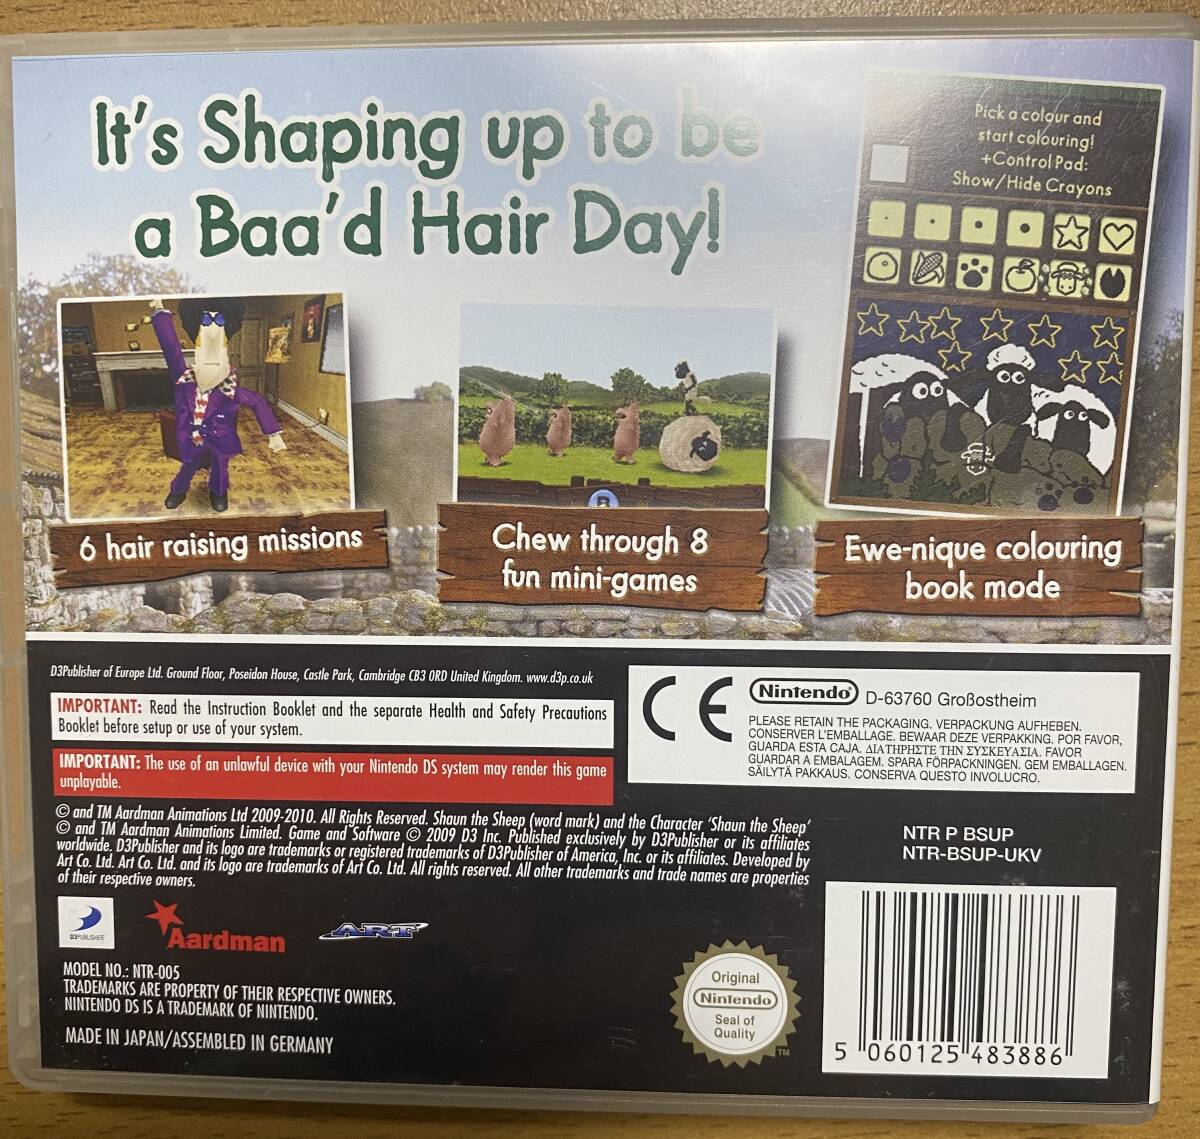 It's Shaping up to be
a Baa'd Hair Day!
Pick a colour and
start colouring!
+Control Pad:
Show/Hide Crayons
6 hair raising missions
Chew through 8
fun mini-games
Ewe-nique colouring
book mode
D3Publisher of Europe Ltd. Ground Floor, Poseidon House, Castle Park, Cambridge CB3 0RD United Kingdom. www.d3p.co.uk
IMPORTANT: Read the Instruction Booklet and the separate Health and Safety Precautions
Booklet before setup or use of your system.
IMPORTANT: The use of an unlawful device with your Nintendo DS system may render this game
unplayable.
CE
Nintendo® D-63760 Großostheim
PLEASE RETAIN THE PACKAGING. VERPACKUNG AUFHEBEN.
CONSERVER L'EMBALLAGE. BEWAAR DEZE VERPAKKING. POR FAVOR,
GUARDA ESTA CAJA. ΔΙΑΤΗΡΗΣΤΕ ΤΗΝ ΣΥΣΚΕΥΑΣΙΑ. FAVOR
GUARDAR A EMBALAGEM. SPARA FÖRPACKNINGEN. GEM EMBALLAGEN.
SÄILYTÄ PAKKAUS. CONSERVA QUESTO INVOLUCRO.
© and TM Aardman Animations Ltd 2009-2010. All Rights Reserved. Shaun the Sheep (word mark) and the Character 'Shaun the Sheep'
© and TM Aardman Animations Limited. Game and Software © 2009 D3 Inc. Published exclusively by D3Publisher or its affiliates
worldwide. D3Publisher and its logo are trademarks or registered trademarks of D3Publisher of America, Inc. or its affiliates. Developed by
Art Co. Ltd. Art Co. Ltd. and its logo are trademarks of Art Co. Ltd. All rights reserved. All other trademarks and trade names are properties
of their respective owners.
NTR P BSUP
NTR-BSUP-UKV
D3PUBLISHER
Aardman
ART
MODEL NO.: NTR-005
TRADEMARKS ARE PROPERTY OF THEIR RESPECTIVE OWNERS.
NINTENDO DS IS A TRADEMARK OF NINTENDO.
MADE IN JAPAN/ASSEMBLED IN GERMANY
Original
Nintendo®
Seal of
Quality
TM
5 060125 483886